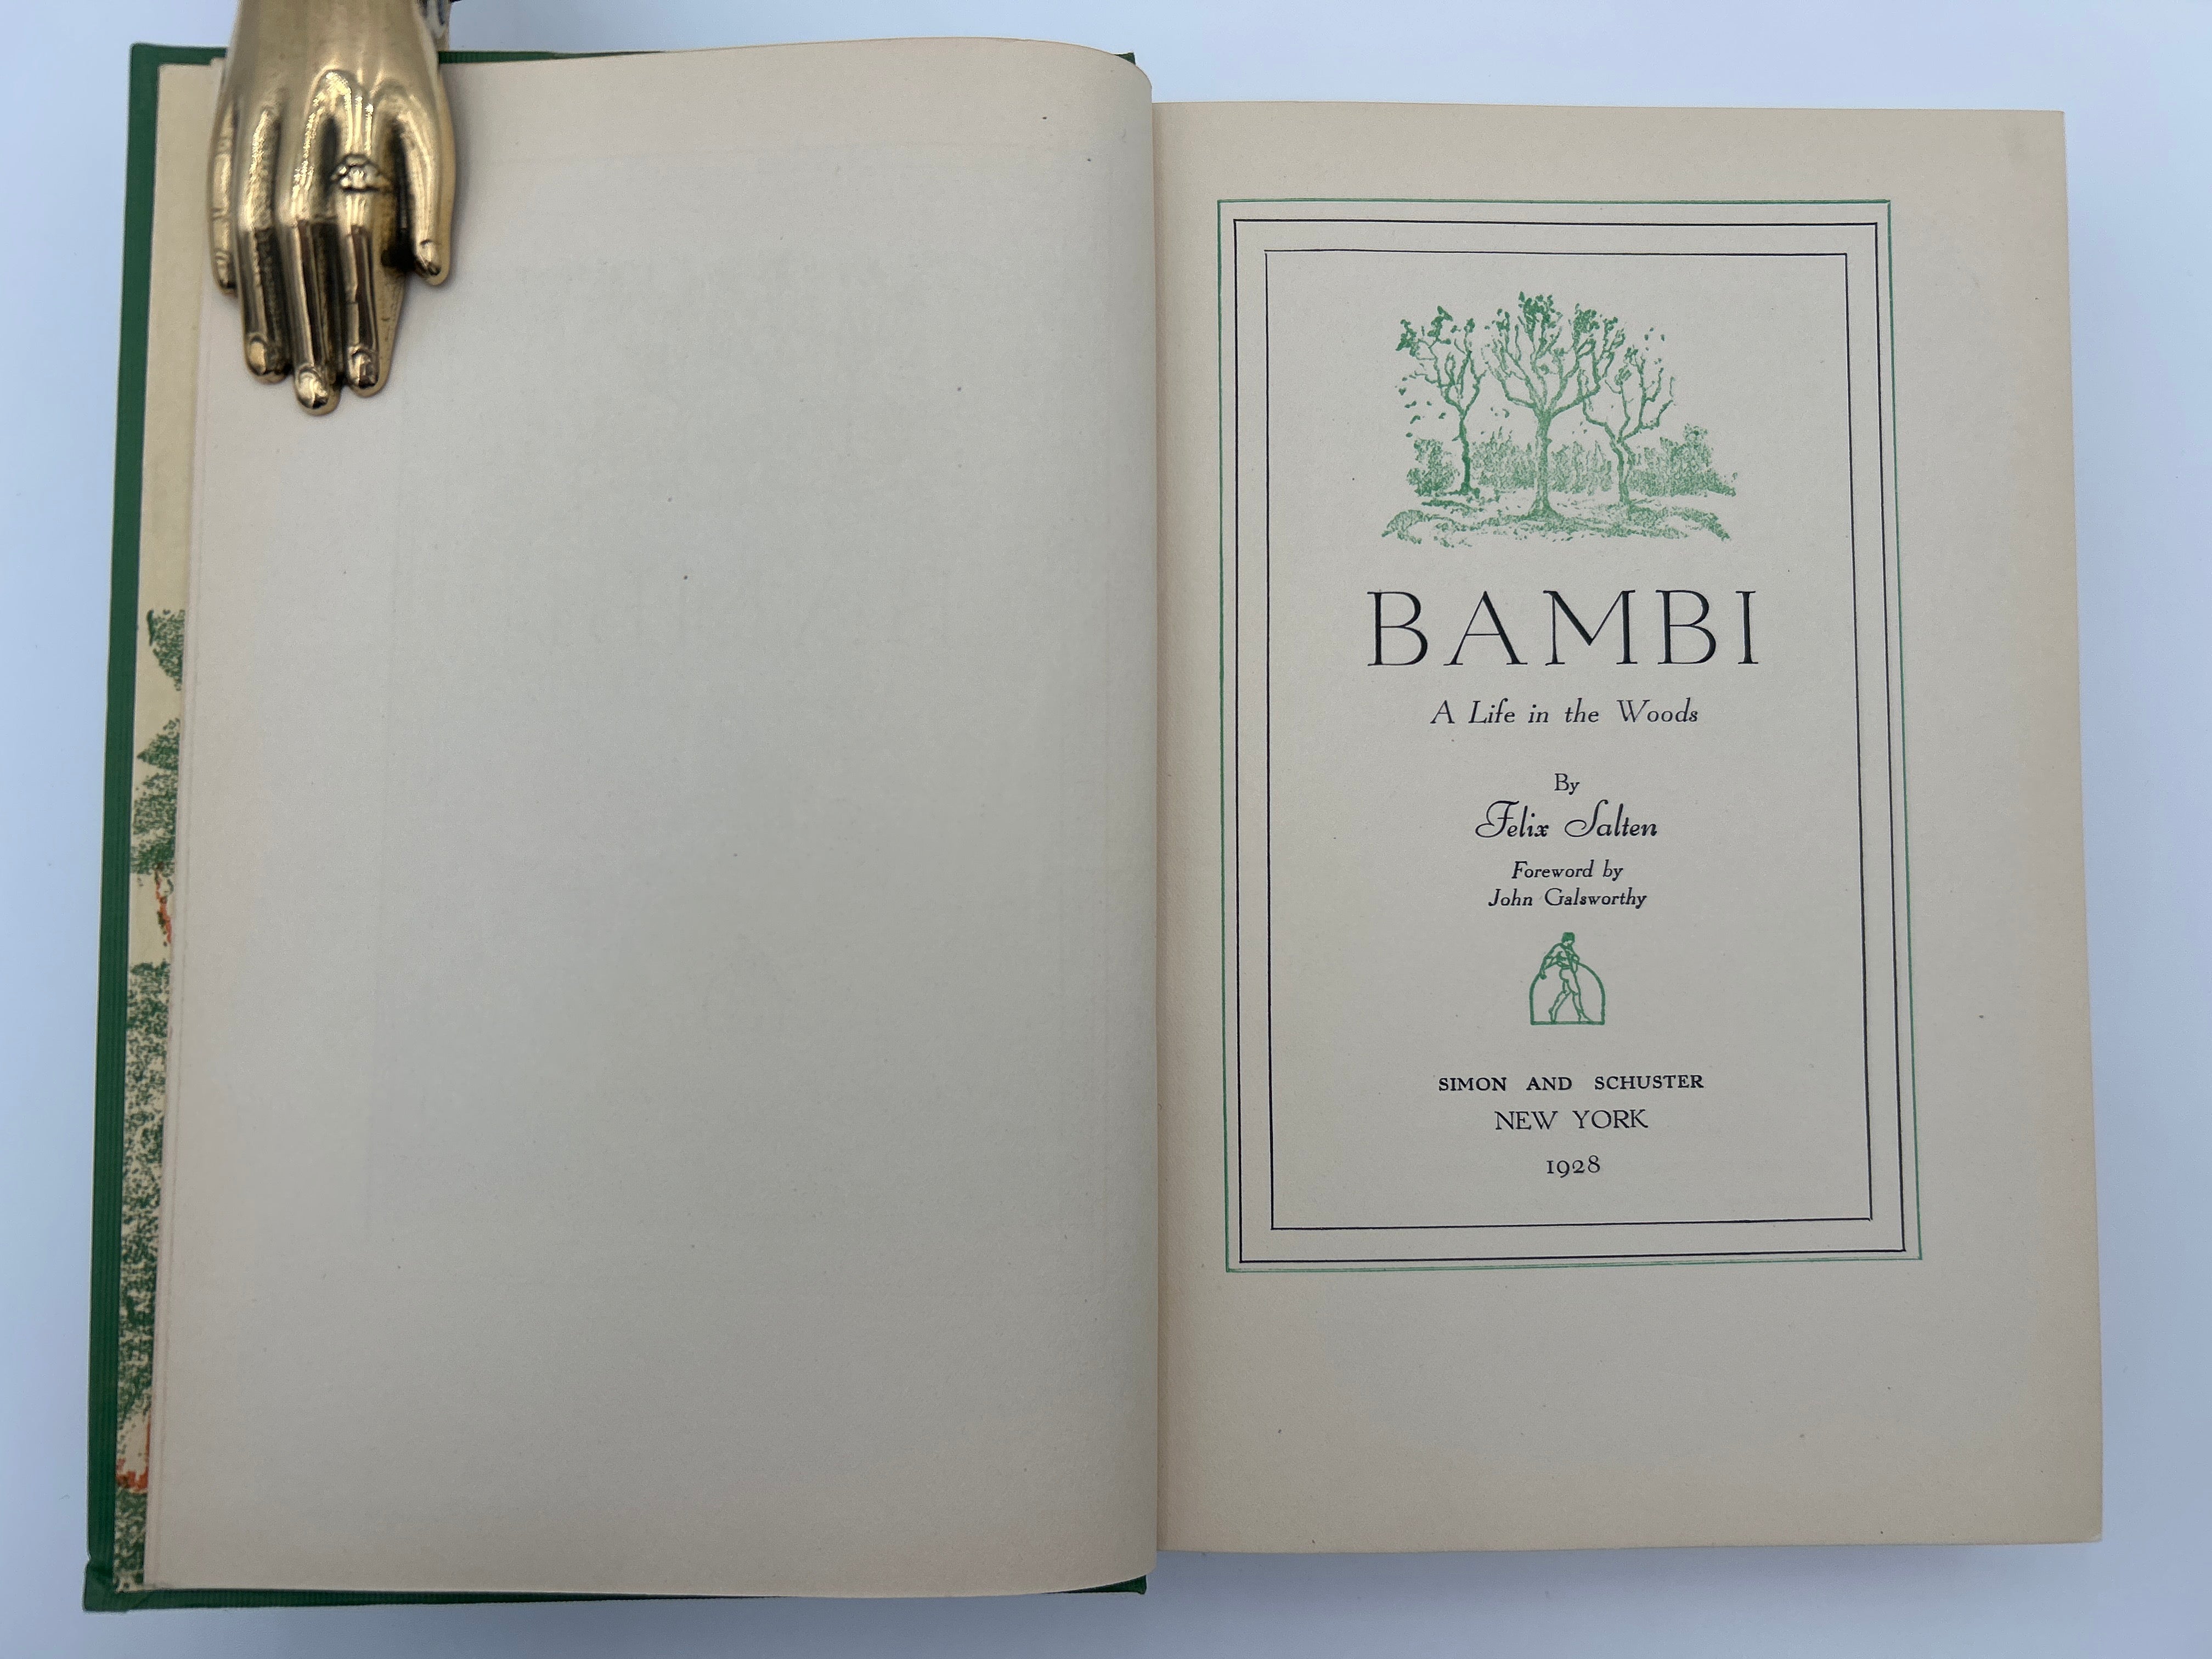 BAMBI
A Life in the Woods
By
Felix Salten
Foreword by
John Galsworthy
SIMON AND SCHUSTER
NEW YORK
1928